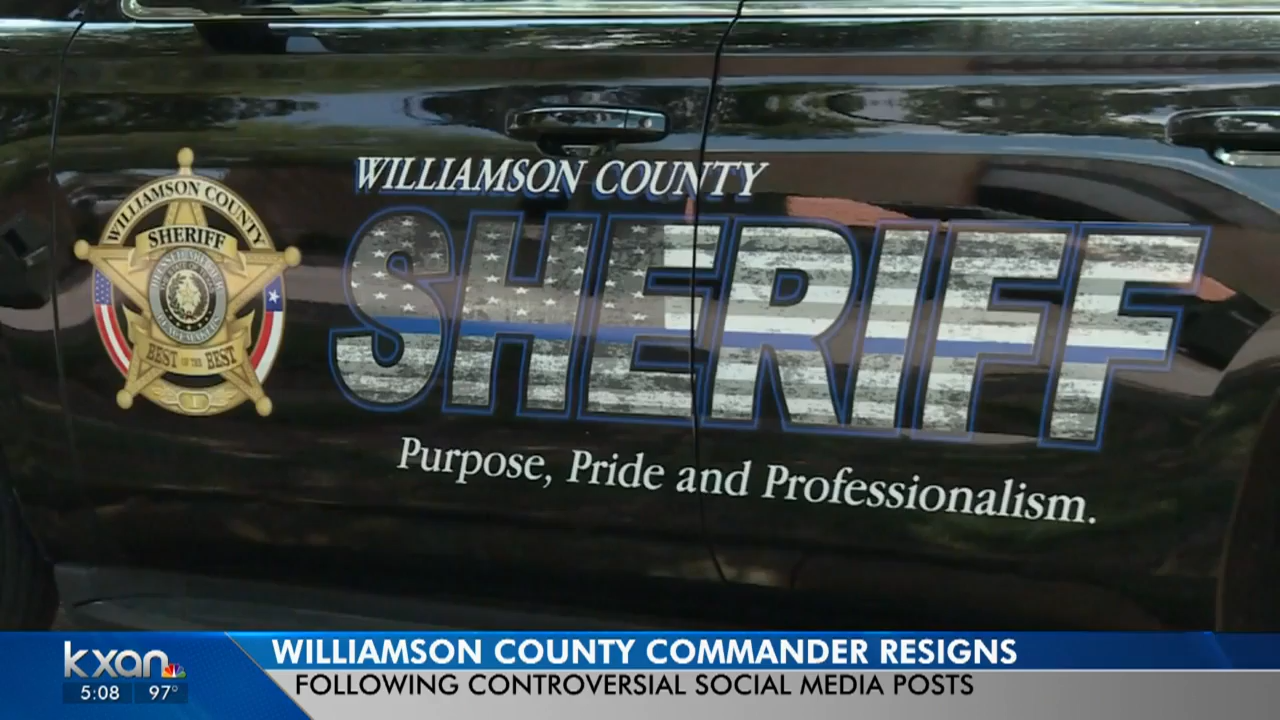 WILLIAMSON COUNTY
SHERIFF
BEST OF THE BEST
1
WILLIAMSON COUNTY
SHERIFF
Purpose, Pride and Professionalism.
kxan
5:08 97°
WILLIAMSON COUNTY COMMANDER RESIGNS
FOLLOWING CONTROVERSIAL SOCIAL MEDIA POSTS